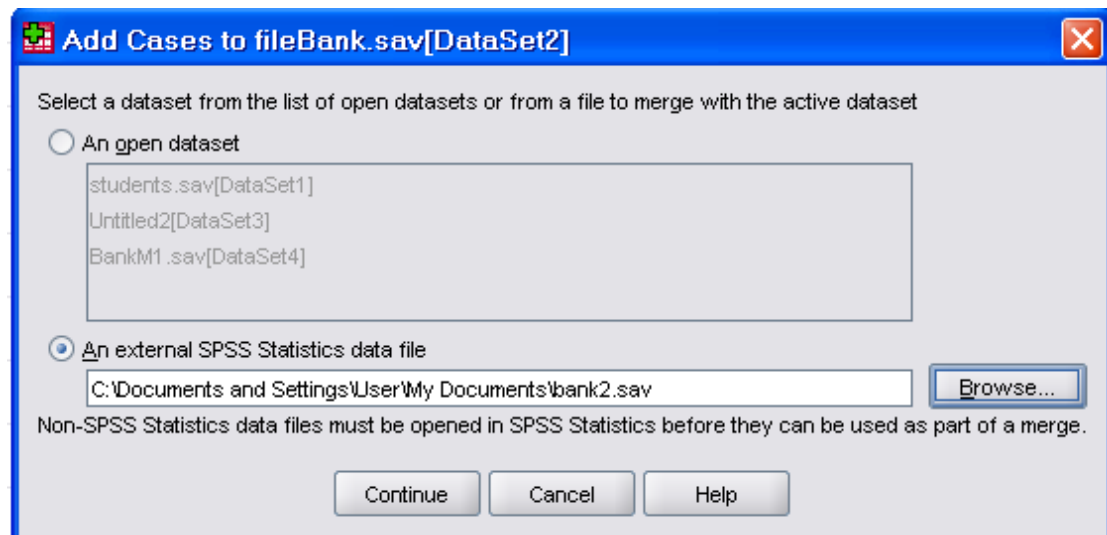 Add Cases to fileBank.sav[DataSet2]
Select a dataset from the list of open datasets or from a file to merge with the active dataset
An open dataset
students.sav[DataSet1]
Untitled2[DataSet3]
BankM1.sav[DataSet4]
An external SPSS Statistics data file
C:\Documents and Settings\User\My Documents\bank2.sav
Browse...
Non-SPSS Statistics data files must be opened in SPSS Statistics before they can be used as part of a merge.
Continue Cancel Help